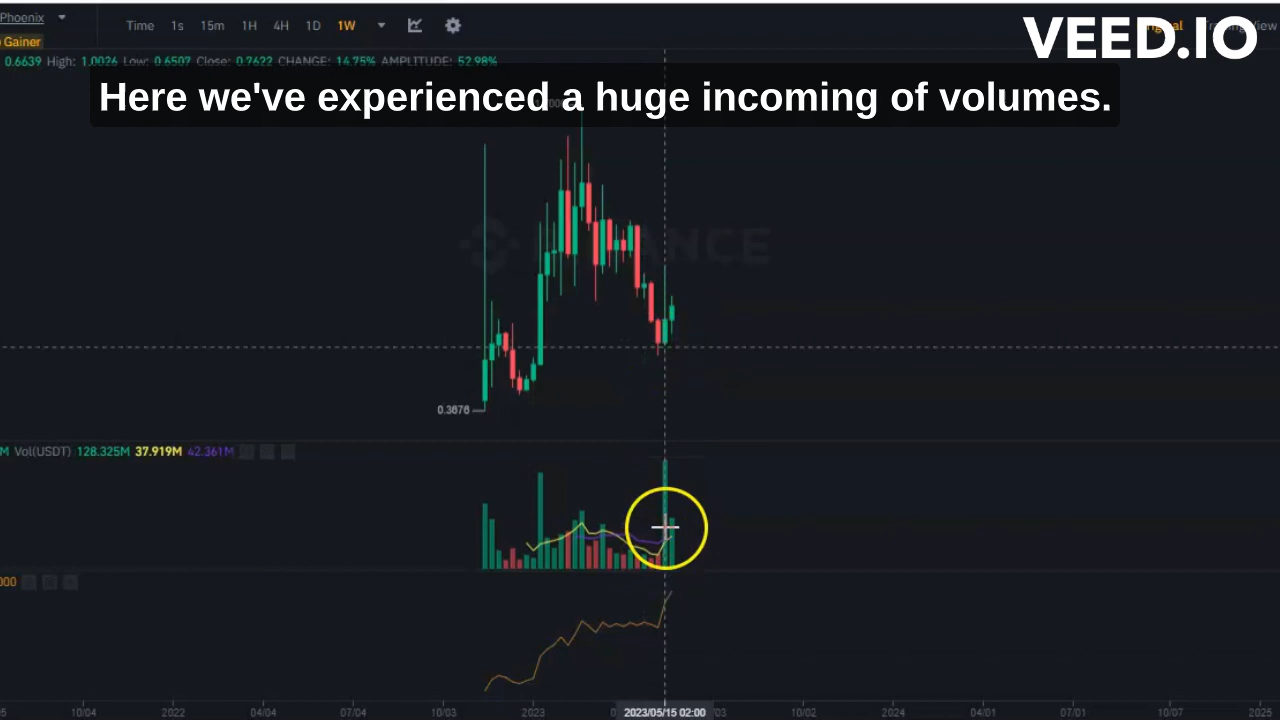 Phoenix
Time 1s 15m 1H 4H 1D 1W
VEED.IO
Gainer
0.6639 High: 1.0026 Low: 0.6507 Close: 0.7622 CHANGE: 14.75% AMPLITUDE: 52.98%
Here we've experienced a huge incoming of volumes.
0.3676
M Vol(USDT) 128.325M 37.919M 42.361M
000
10/04 2022 04/04 07/04 10/03 2023 2023/05/15 02:00 10/02 2024 04/01 07/01 10/07 2025